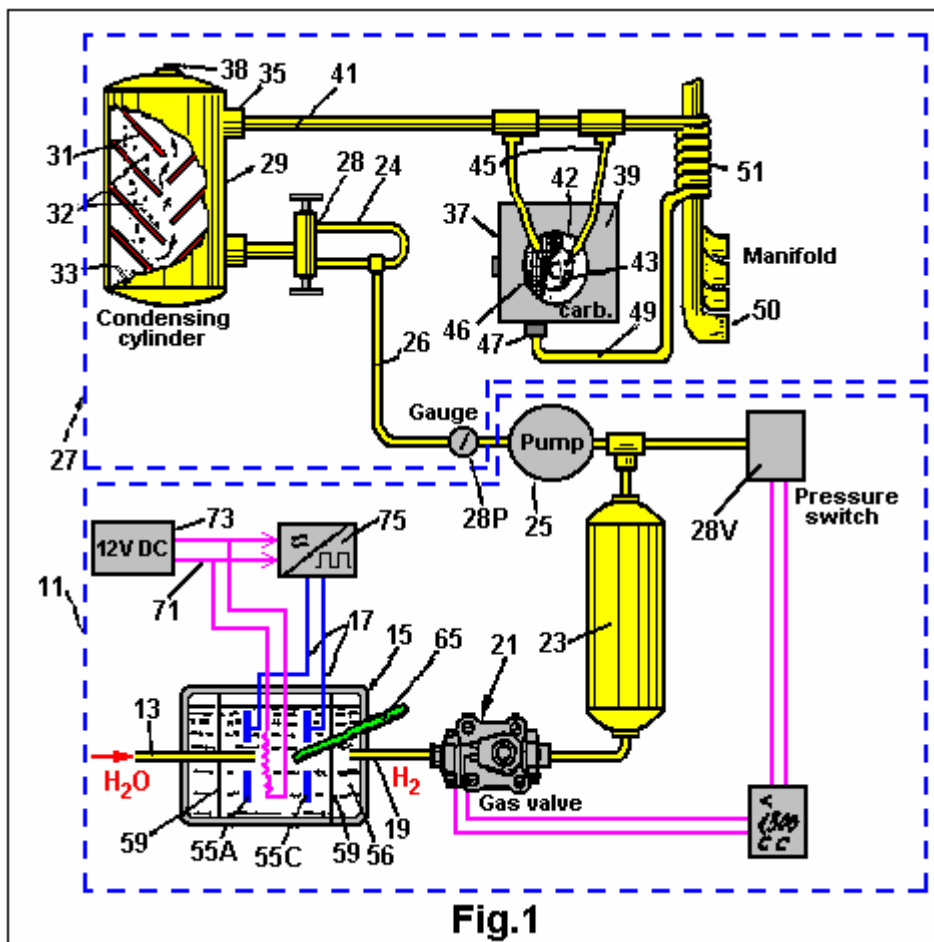 38 35 41
31 29 28 24 45 42 39 51
32 37
33 43 Manifold
Condensing cylinder
46 carb. 49 50
47
26
27
Gauge
Pump
28P 25 28V Pressure switch
73 75
12V DC
71
11
17 15 65 21 23
13
H₂O H₂
Gas valve
59 55A 55C 59 56 19
Fig.1